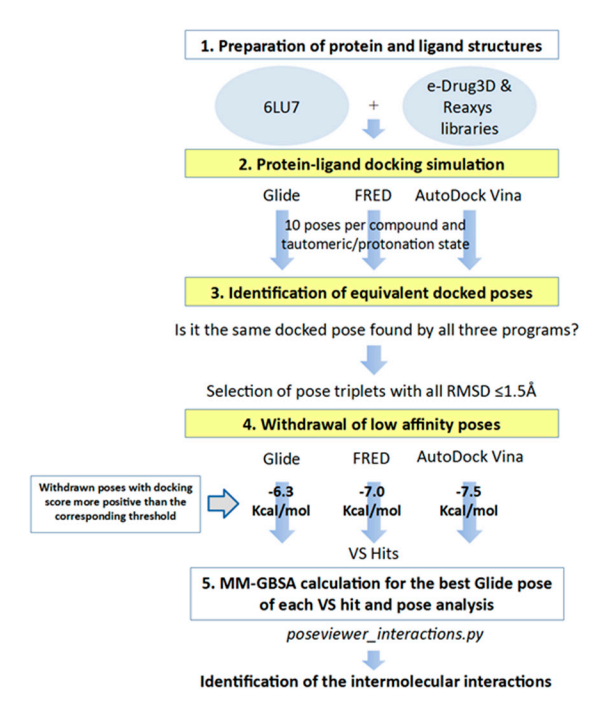 1. Preparation of protein and ligand structures
6LU7
+
e-Drug3D &
Reaxys
libraries
2. Protein-ligand docking simulation
Glide FRED AutoDock Vina
10 poses per compound and
tautomeric/protonation state
3. Identification of equivalent docked poses
Is it the same docked pose found by all three programs?
Selection of pose triplets with all RMSD ≤1.5Å
4. Withdrawal of low affinity poses
Glide FRED AutoDock Vina
Withdrawn poses with docking
score more positive than the
corresponding threshold
-6.3 -7.0 -7.5
Kcal/mol Kcal/mol Kcal/mol
VS Hits
5. MM-GBSA calculation for the best Glide pose
of each VS hit and pose analysis
poseviewer_interactions.py
Identification of the intermolecular interactions